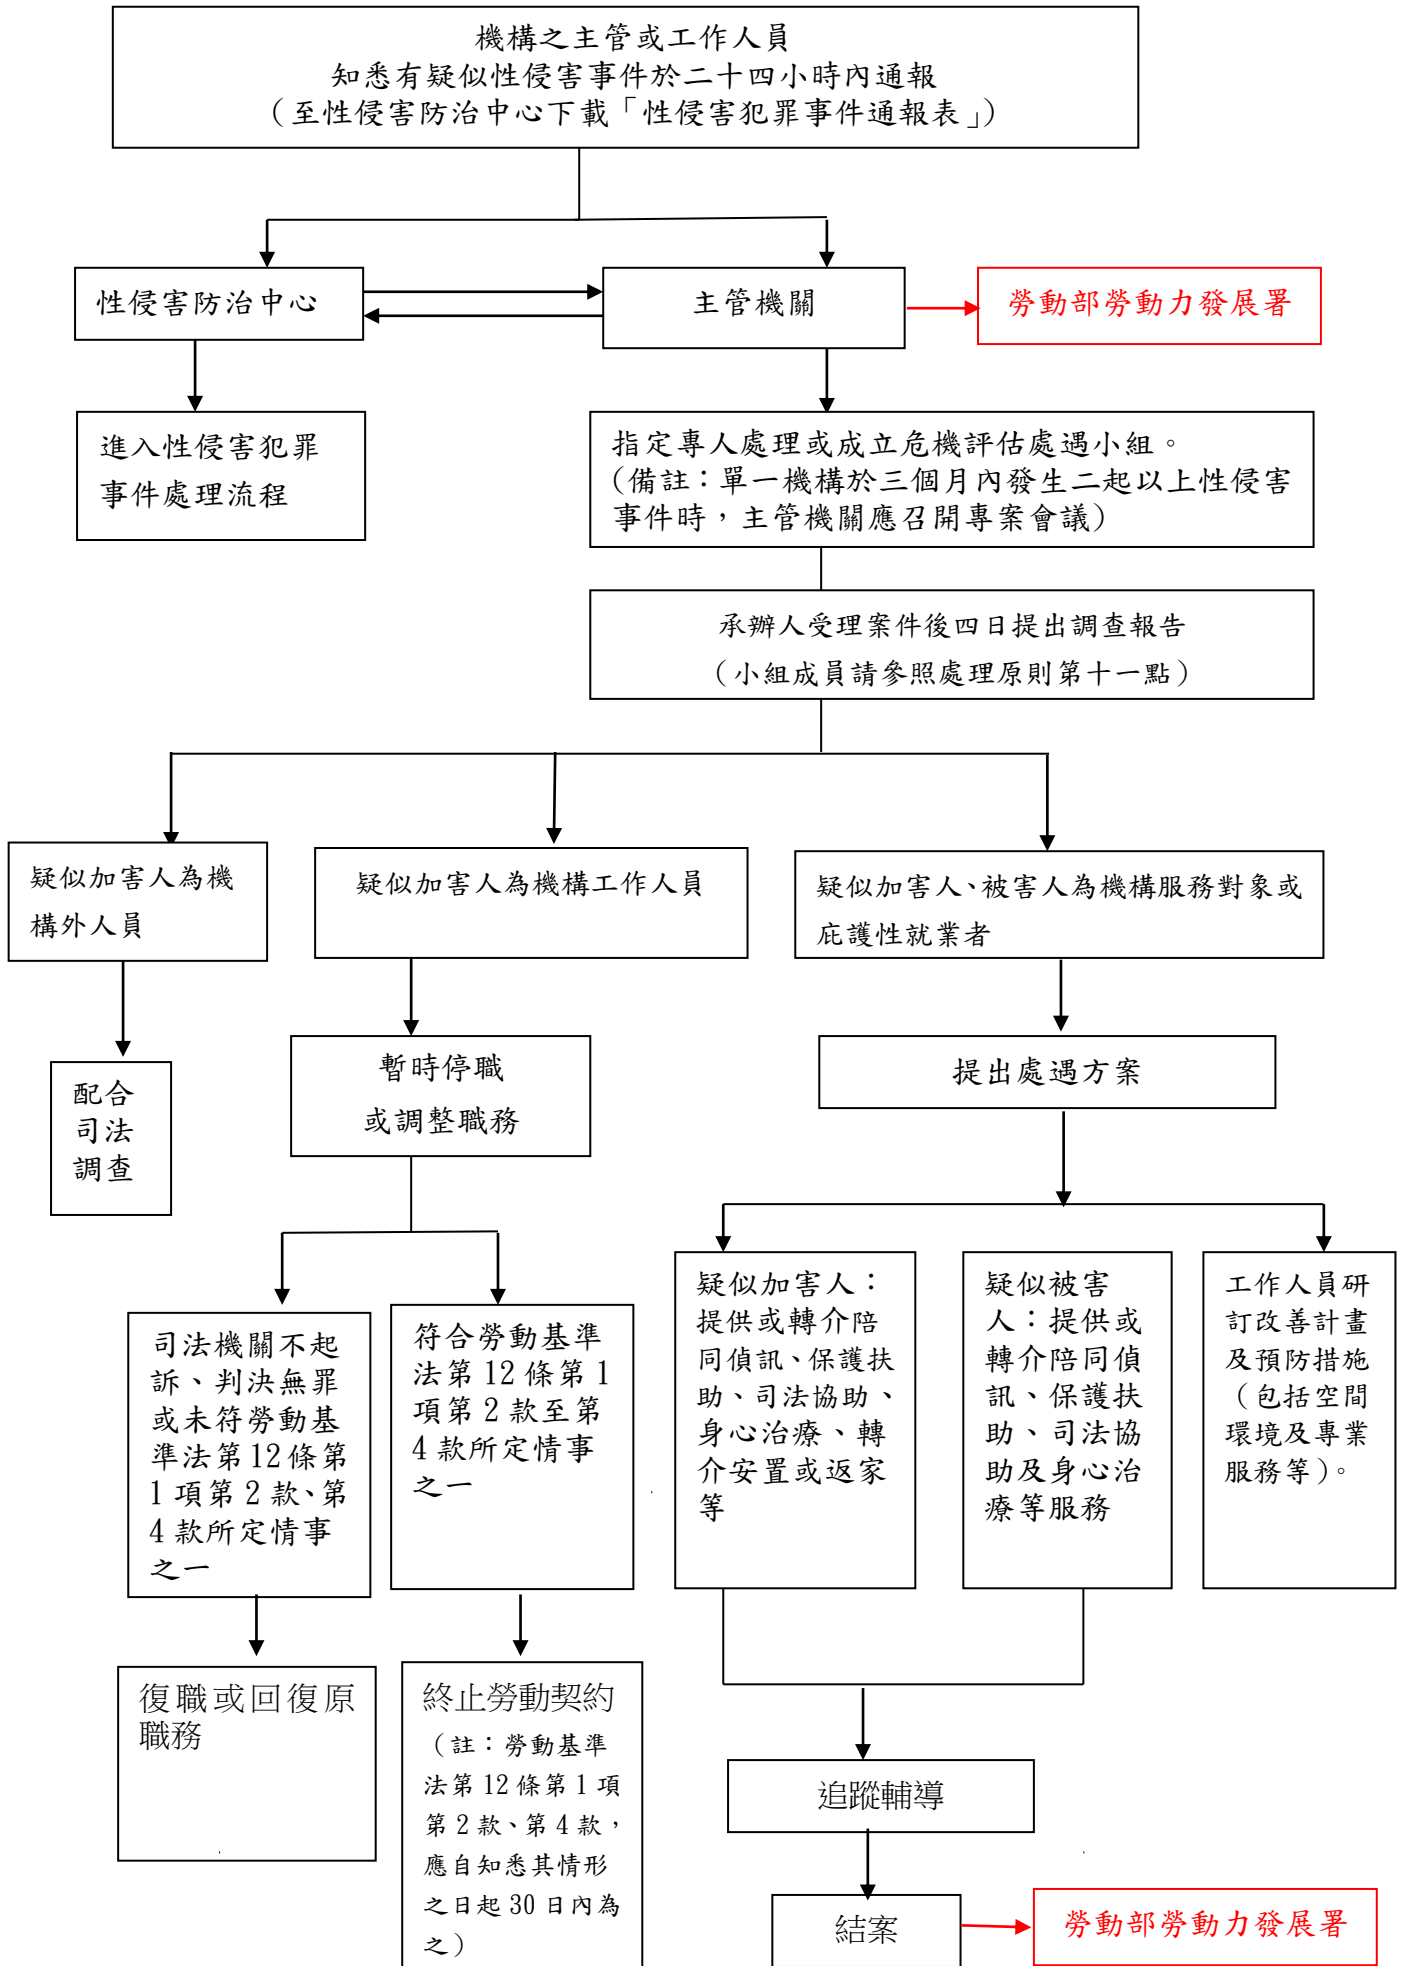 機構之主管或工作人員
知悉有疑似性侵害事件於二十四小時內通報
（至性侵害防治中心下載「性侵害犯罪事件通報表」）
性侵害防治中心
主管機關
勞動部勞動力發展署
進入性侵害犯罪
事件處理流程
指定專人處理或成立危機評估處遇小組。
(備註：單一機構於三個月內發生二起以上性侵害
事件時，主管機關應召開專案會議)
承辦人受理案件後四日提出調查報告
（小組成員請參照處理原則第十一點）
疑似加害人為機
構外人員
疑似加害人為機構工作人員
疑似加害人、被害人為機構服務對象或
庇護性就業者
配合
司法
調查
暫時停職
或調整職務
提出處遇方案
司法機關不起
訴、判決無罪
或未符勞動基
準法第12條第
1項第2款、第
4款所定情事
之一
符合勞動基準
法第12條第1
項第2款至第
4款所定情事
之一
疑似加害人：
提供或轉介陪
同偵訊、保護扶
助、司法協助、
身心治療、轉
介安置或返家
等
疑似被害
人：提供或
轉介陪同偵
訊、保護扶
助、司法協
助及身心治
療等服務
工作人員研
訂改善計畫
及預防措施
（包括空間
環境及專業
服務等）。
復職或回復原
職務
終止勞動契約
（註：勞動基準
法第12條第1項
第2款、第4款，
應自知悉其情形
之日起30日內為
之）
追蹤輔導
結案
勞動部勞動力發展署